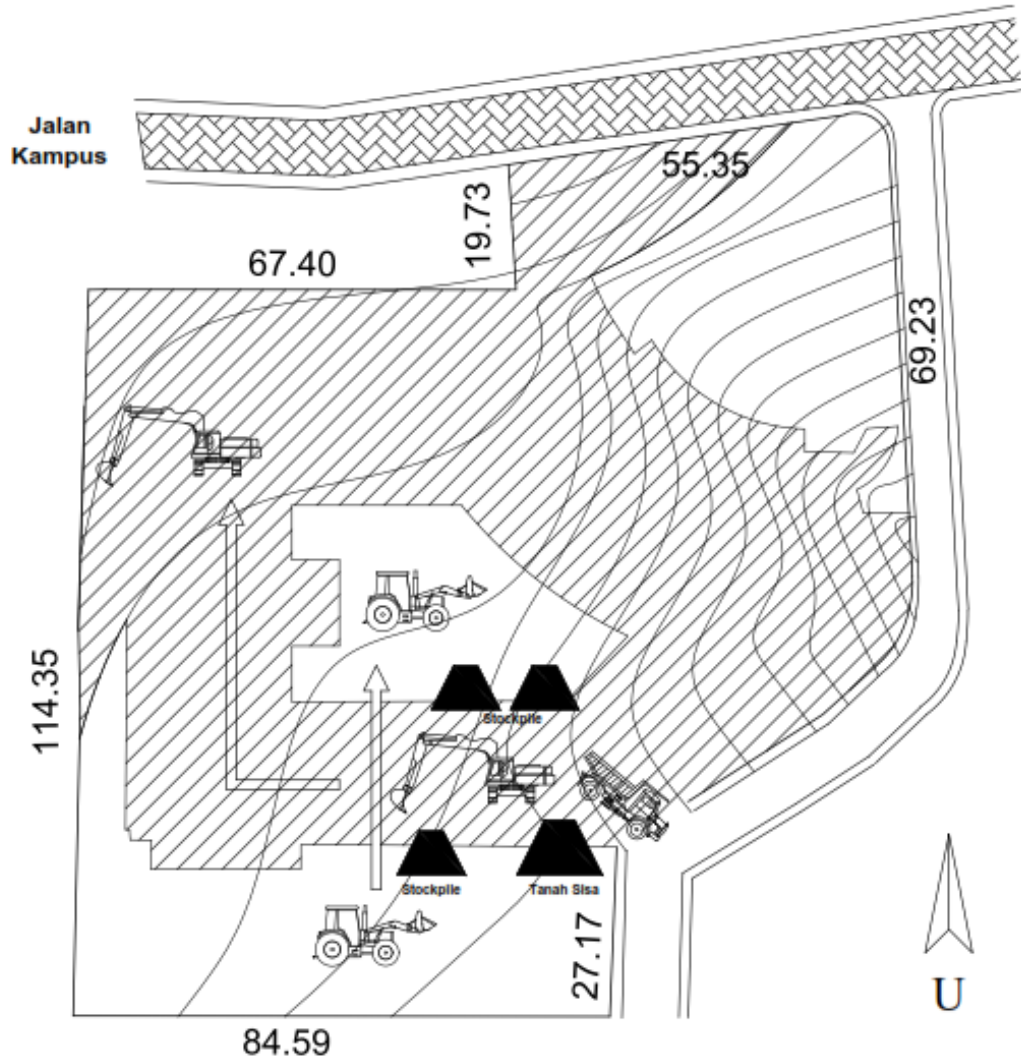 Jalan
Kampus
55.35
19.73
67.40
69.23
114.35
Stockpile
Stockpile
Tanah Sisa
27.17
84.59
U